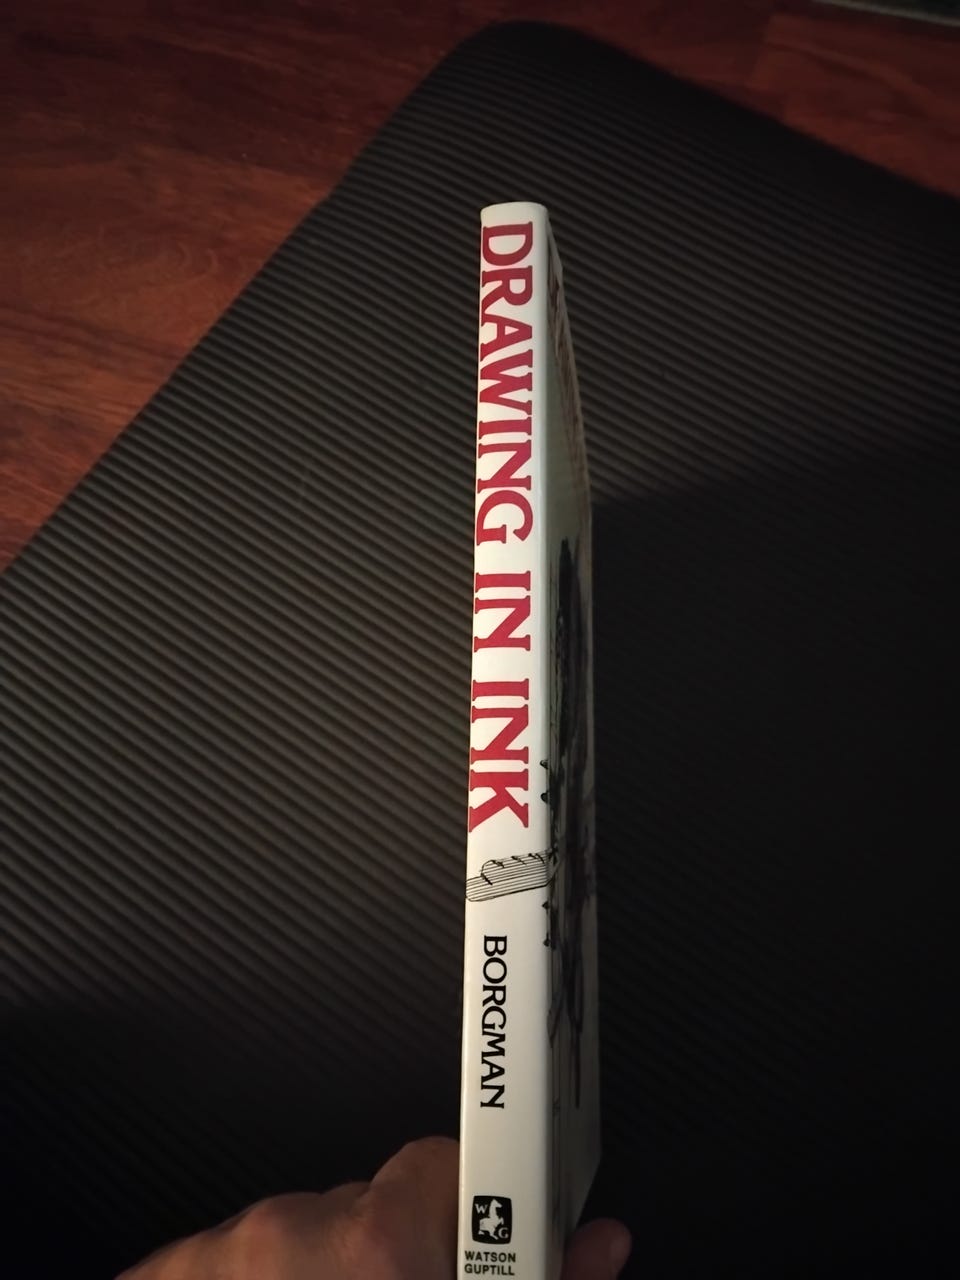 DRAWING IN INK
BORGMAN
W
G
WATSON
GUPTILL